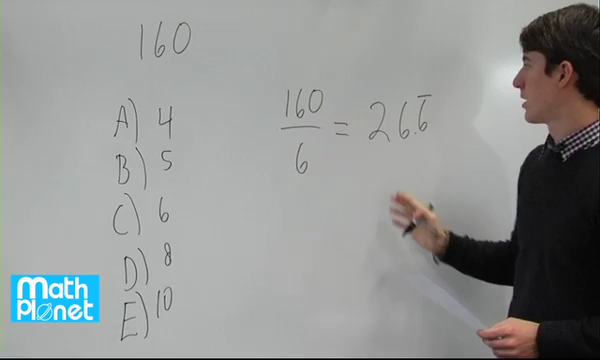 160
A) 4
B) 5
C) 6
D) 8
E) 10
160
6
= 26.6̅
Math
Planet